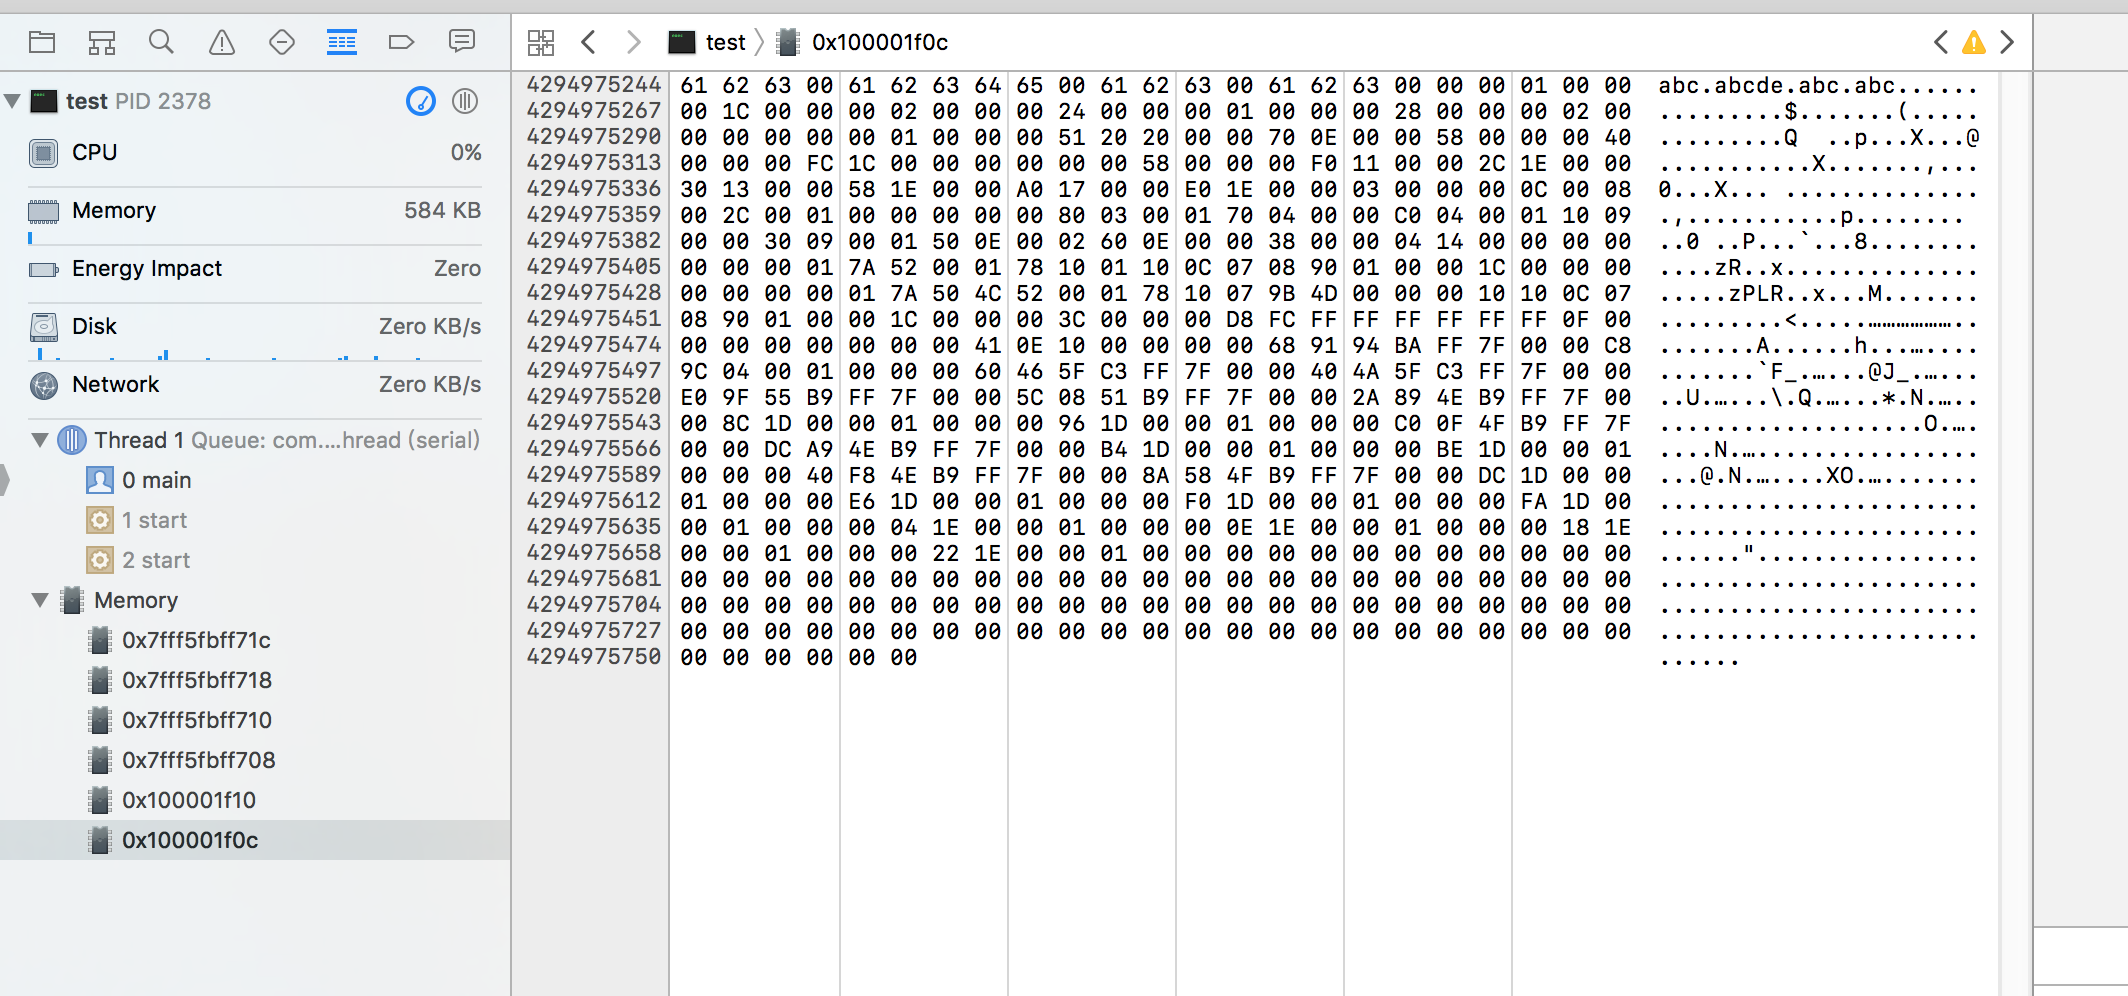 test PID 2378
CPU 0%
Memory 584 KB
Energy Impact Zero
Disk Zero KB/s
Network Zero KB/s
Thread 1 Queue: com....hread (serial)
0 main
1 start
2 start
Memory
0x7fff5fbff71c
0x7fff5fbff718
0x7fff5fbff710
0x7fff5fbff708
0x100001f10
0x100001f0c
test 0x100001f0c
4294975244 61 62 63 00 61 62 63 64 65 00 61 62 63 00 61 62 63 00 00 00 01 00 00 abc.abcde.abc.abc......
4294975267 00 1C 00 00 00 02 00 00 00 24 00 00 00 01 00 00 00 28 00 00 00 02 00 .........$.......(.....
4294975290 00 00 00 00 01 00 00 00 51 20 20 00 00 70 0E 00 00 58 00 00 00 40 .........Q  ..p...X...@
4294975313 00 00 00 FC 1C 00 00 00 00 00 00 58 00 00 00 F0 11 00 00 2C 1E 00 00 ...........X.......,...
4294975336 30 13 00 00 58 1E 00 00 A0 17 00 00 E0 1E 00 00 03 00 00 00 0C 00 08 0...X... ..............
4294975359 00 2C 00 01 00 00 00 00 00 80 03 00 01 70 04 00 00 C0 04 00 01 10 09 .,...........p........
4294975382 00 00 30 09 00 01 50 0E 00 02 60 0E 00 00 38 00 00 04 14 00 00 00 00 ..0 ..P...`...8........
4294975405 00 00 00 01 7A 52 00 01 78 10 01 10 0C 07 08 90 01 00 00 1C 00 00 00 ....zR..x..............
4294975428 00 00 00 00 01 7A 50 4C 52 00 01 78 10 07 9B 4D 00 00 00 10 10 0C 07 .....zPLR..x...M.......
4294975451 08 90 01 00 00 1C 00 00 00 3C 00 00 00 D8 FC FF FF FF FF FF FF 0F 00 .........<.....………………..
4294975474 00 00 00 00 00 00 00 41 0E 10 00 00 00 00 68 91 94 BA FF 7F 00 00 C8 .......A......h...…....
4294975497 9C 04 00 01 00 00 00 60 46 5F C3 FF 7F 00 00 40 4A 5F C3 FF 7F 00 00 .......`F_.…...@J_.…...
4294975520 E0 9F 55 B9 FF 7F 00 00 5C 08 51 B9 FF 7F 00 00 2A 89 4E B9 FF 7F 00 ..U.…...\.Q.…...*.N.…..
4294975543 00 8C 1D 00 00 01 00 00 00 96 1D 00 00 01 00 00 00 C0 0F 4F B9 FF 7F ...................O.….
4294975566 00 00 DC A9 4E B9 FF 7F 00 00 B4 1D 00 00 01 00 00 00 BE 1D 00 00 01 ....N.….................
4294975589 00 00 00 40 F8 4E B9 FF 7F 00 00 8A 58 4F B9 FF 7F 00 00 DC 1D 00 00 ...@.N.…....XO.…......
4294975612 01 00 00 00 E6 1D 00 00 01 00 00 00 F0 1D 00 00 01 00 00 00 FA 1D 00 .......................
4294975635 00 01 00 00 00 04 1E 00 00 01 00 00 00 0E 1E 00 00 01 00 00 00 18 1E .......................
4294975658 00 00 01 00 00 00 22 1E 00 00 01 00 00 00 00 00 00 00 00 00 00 00 00 ......"................
4294975681 00 00 00 00 00 00 00 00 00 00 00 00 00 00 00 00 00 00 00 00 00 00 00 .......................
4294975704 00 00 00 00 00 00 00 00 00 00 00 00 00 00 00 00 00 00 00 00 00 00 00 .......................
4294975727 00 00 00 00 00 00 00 00 00 00 00 00 00 00 00 00 00 00 00 00 00 00 00 .......................
4294975750 00 00 00 00 00 00 ......